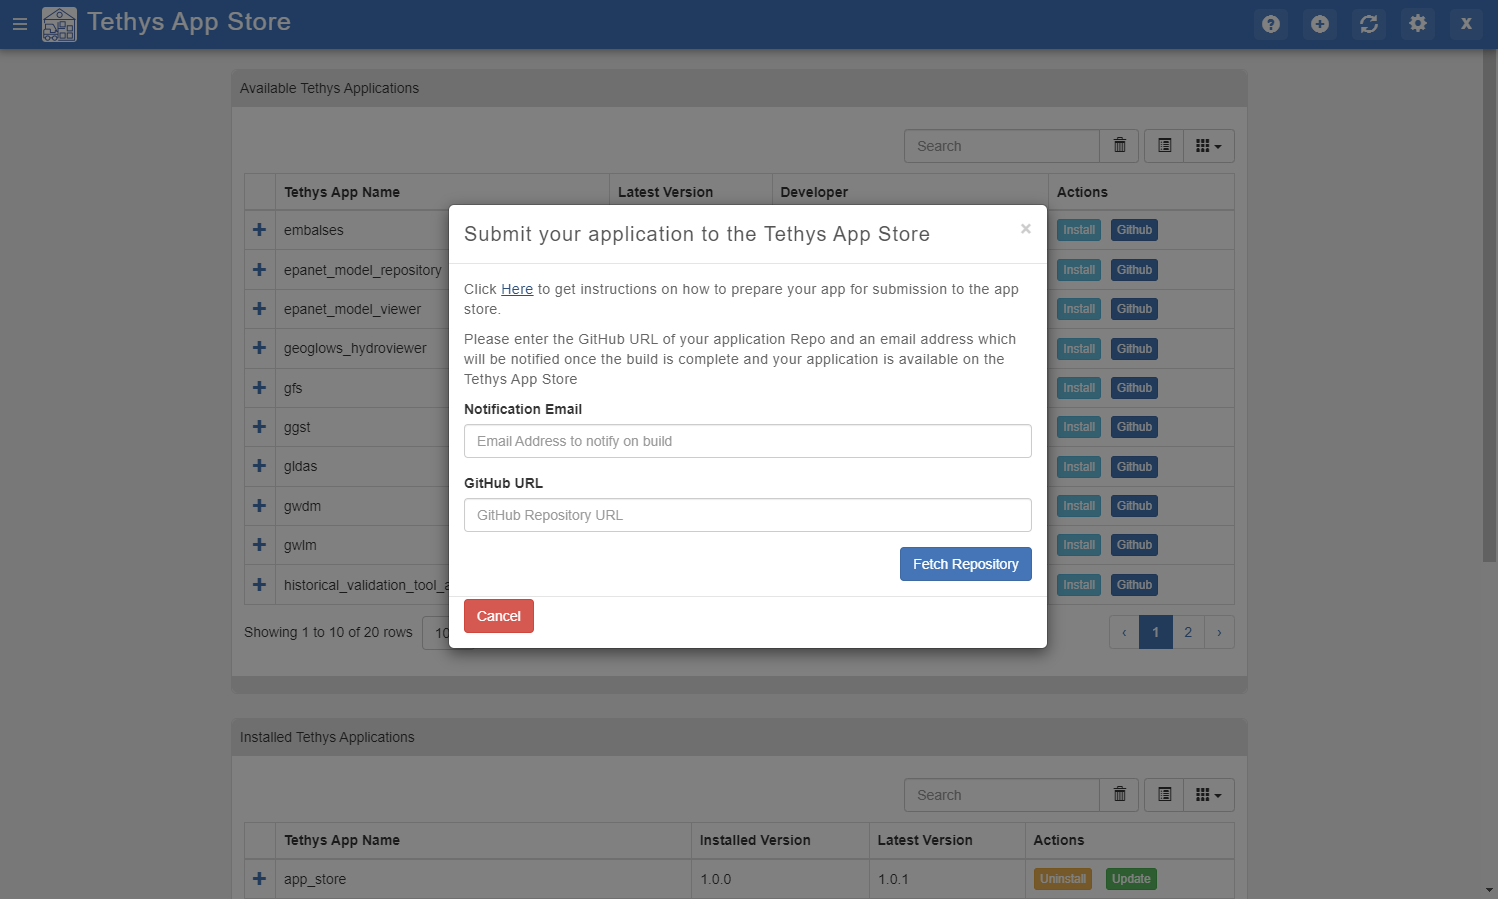 Tethys App Store
? X
Available Tethys Applications
Search
Tethys App Name Latest Version Developer Actions
embalses Install Github
epanet_model_repository Install Github
epanet_model_viewer Install Github
geoglows_hydroviewer Install Github
gfs Install Github
ggst Install Github
gldas Install Github
gwdm Install Github
gwlm Install Github
historical_validation_tool_ Install Github
Showing 1 to 10 of 20 rows 10 ‹ 1 2 ›
Submit your application to the Tethys App Store ×
Click Here to get instructions on how to prepare your app for submission to the app
store.
Please enter the GitHub URL of your application Repo and an email address which
will be notified once the build is complete and your application is available on the
Tethys App Store
Notification Email
Email Address to notify on build
GitHub URL
GitHub Repository URL
Fetch Repository
Cancel
Installed Tethys Applications
Search
Tethys App Name Installed Version Latest Version Actions
app_store 1.0.0 1.0.1 Uninstall Update